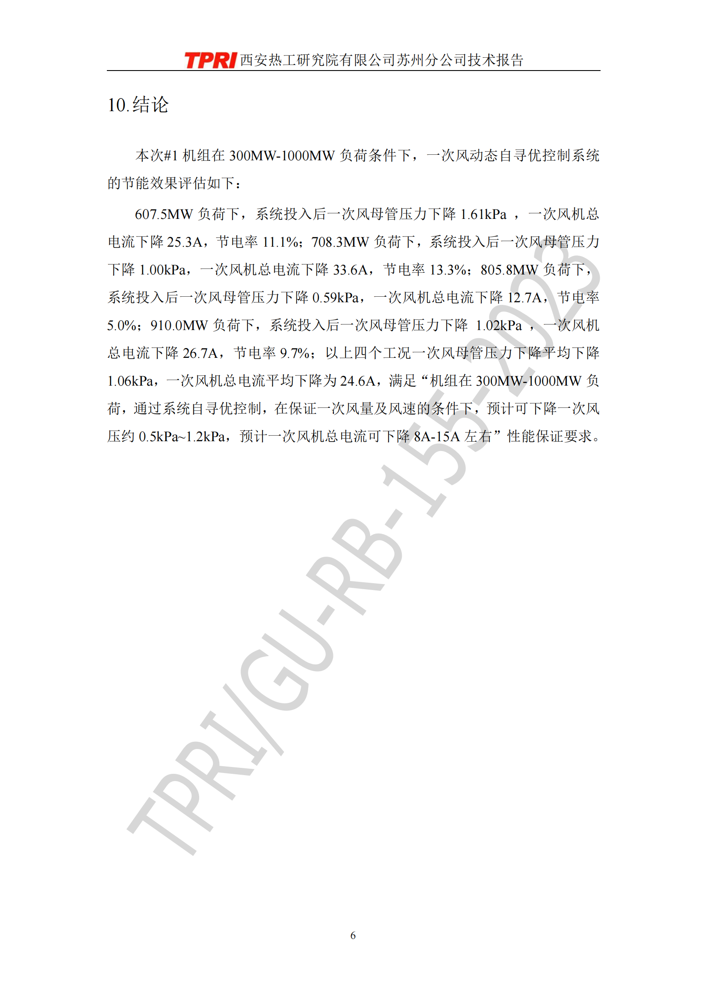 TPRI 西安热工研究院有限公司苏州分公司技术报告
10.结论
本次#1 机组在 300MW-1000MW 负荷条件下，一次风动态自寻优控制系统
的节能效果评估如下：
607.5MW 负荷下，系统投入后一次风母管压力下降 1.61kPa ，一次风机总
电流下降 25.3A，节电率 11.1%；708.3MW 负荷下，系统投入后一次风母管压力
下降 1.00kPa，一次风机总电流下降 33.6A，节电率 13.3%；805.8MW 负荷下，
系统投入后一次风母管压力下降 0.59kPa，一次风机总电流下降 12.7A，节电率
5.0%；910.0MW 负荷下，系统投入后一次风母管压力下降 1.02kPa ，一次风机
总电流下降 26.7A，节电率 9.7%；以上四个工况一次风母管压力下降平均下降
1.06kPa，一次风机总电流平均下降为 24.6A，满足“机组在 300MW-1000MW 负
荷，通过系统自寻优控制，在保证一次风量及风速的条件下，预计可下降一次风
压约 0.5kPa~1.2kPa，预计一次风机总电流可下降 8A-15A 左右”性能保证要求。
TPRI/GU-RB-155-2023
6